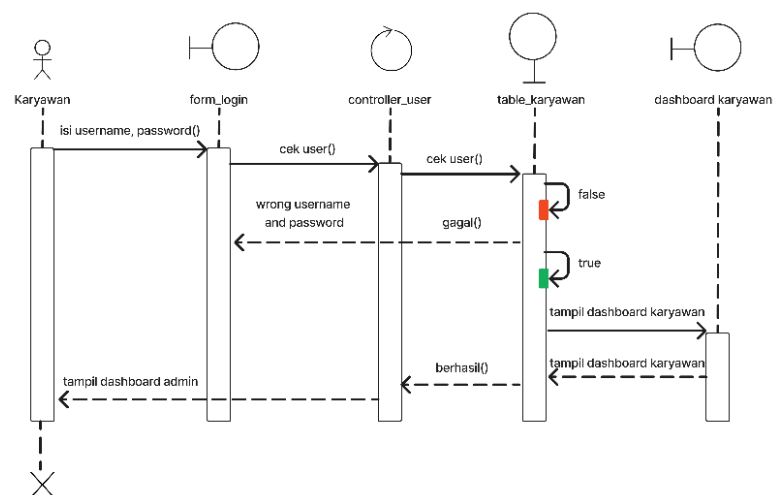 Karyawan
form_login
controller_user
table_karyawan
dashboard karyawan
isi username, password()
cek user()
cek user()
false
wrong username
and password
gagal()
true
tampil dashboard karyawan
tampil dashboard karyawan
berhasil()
tampil dashboard admin